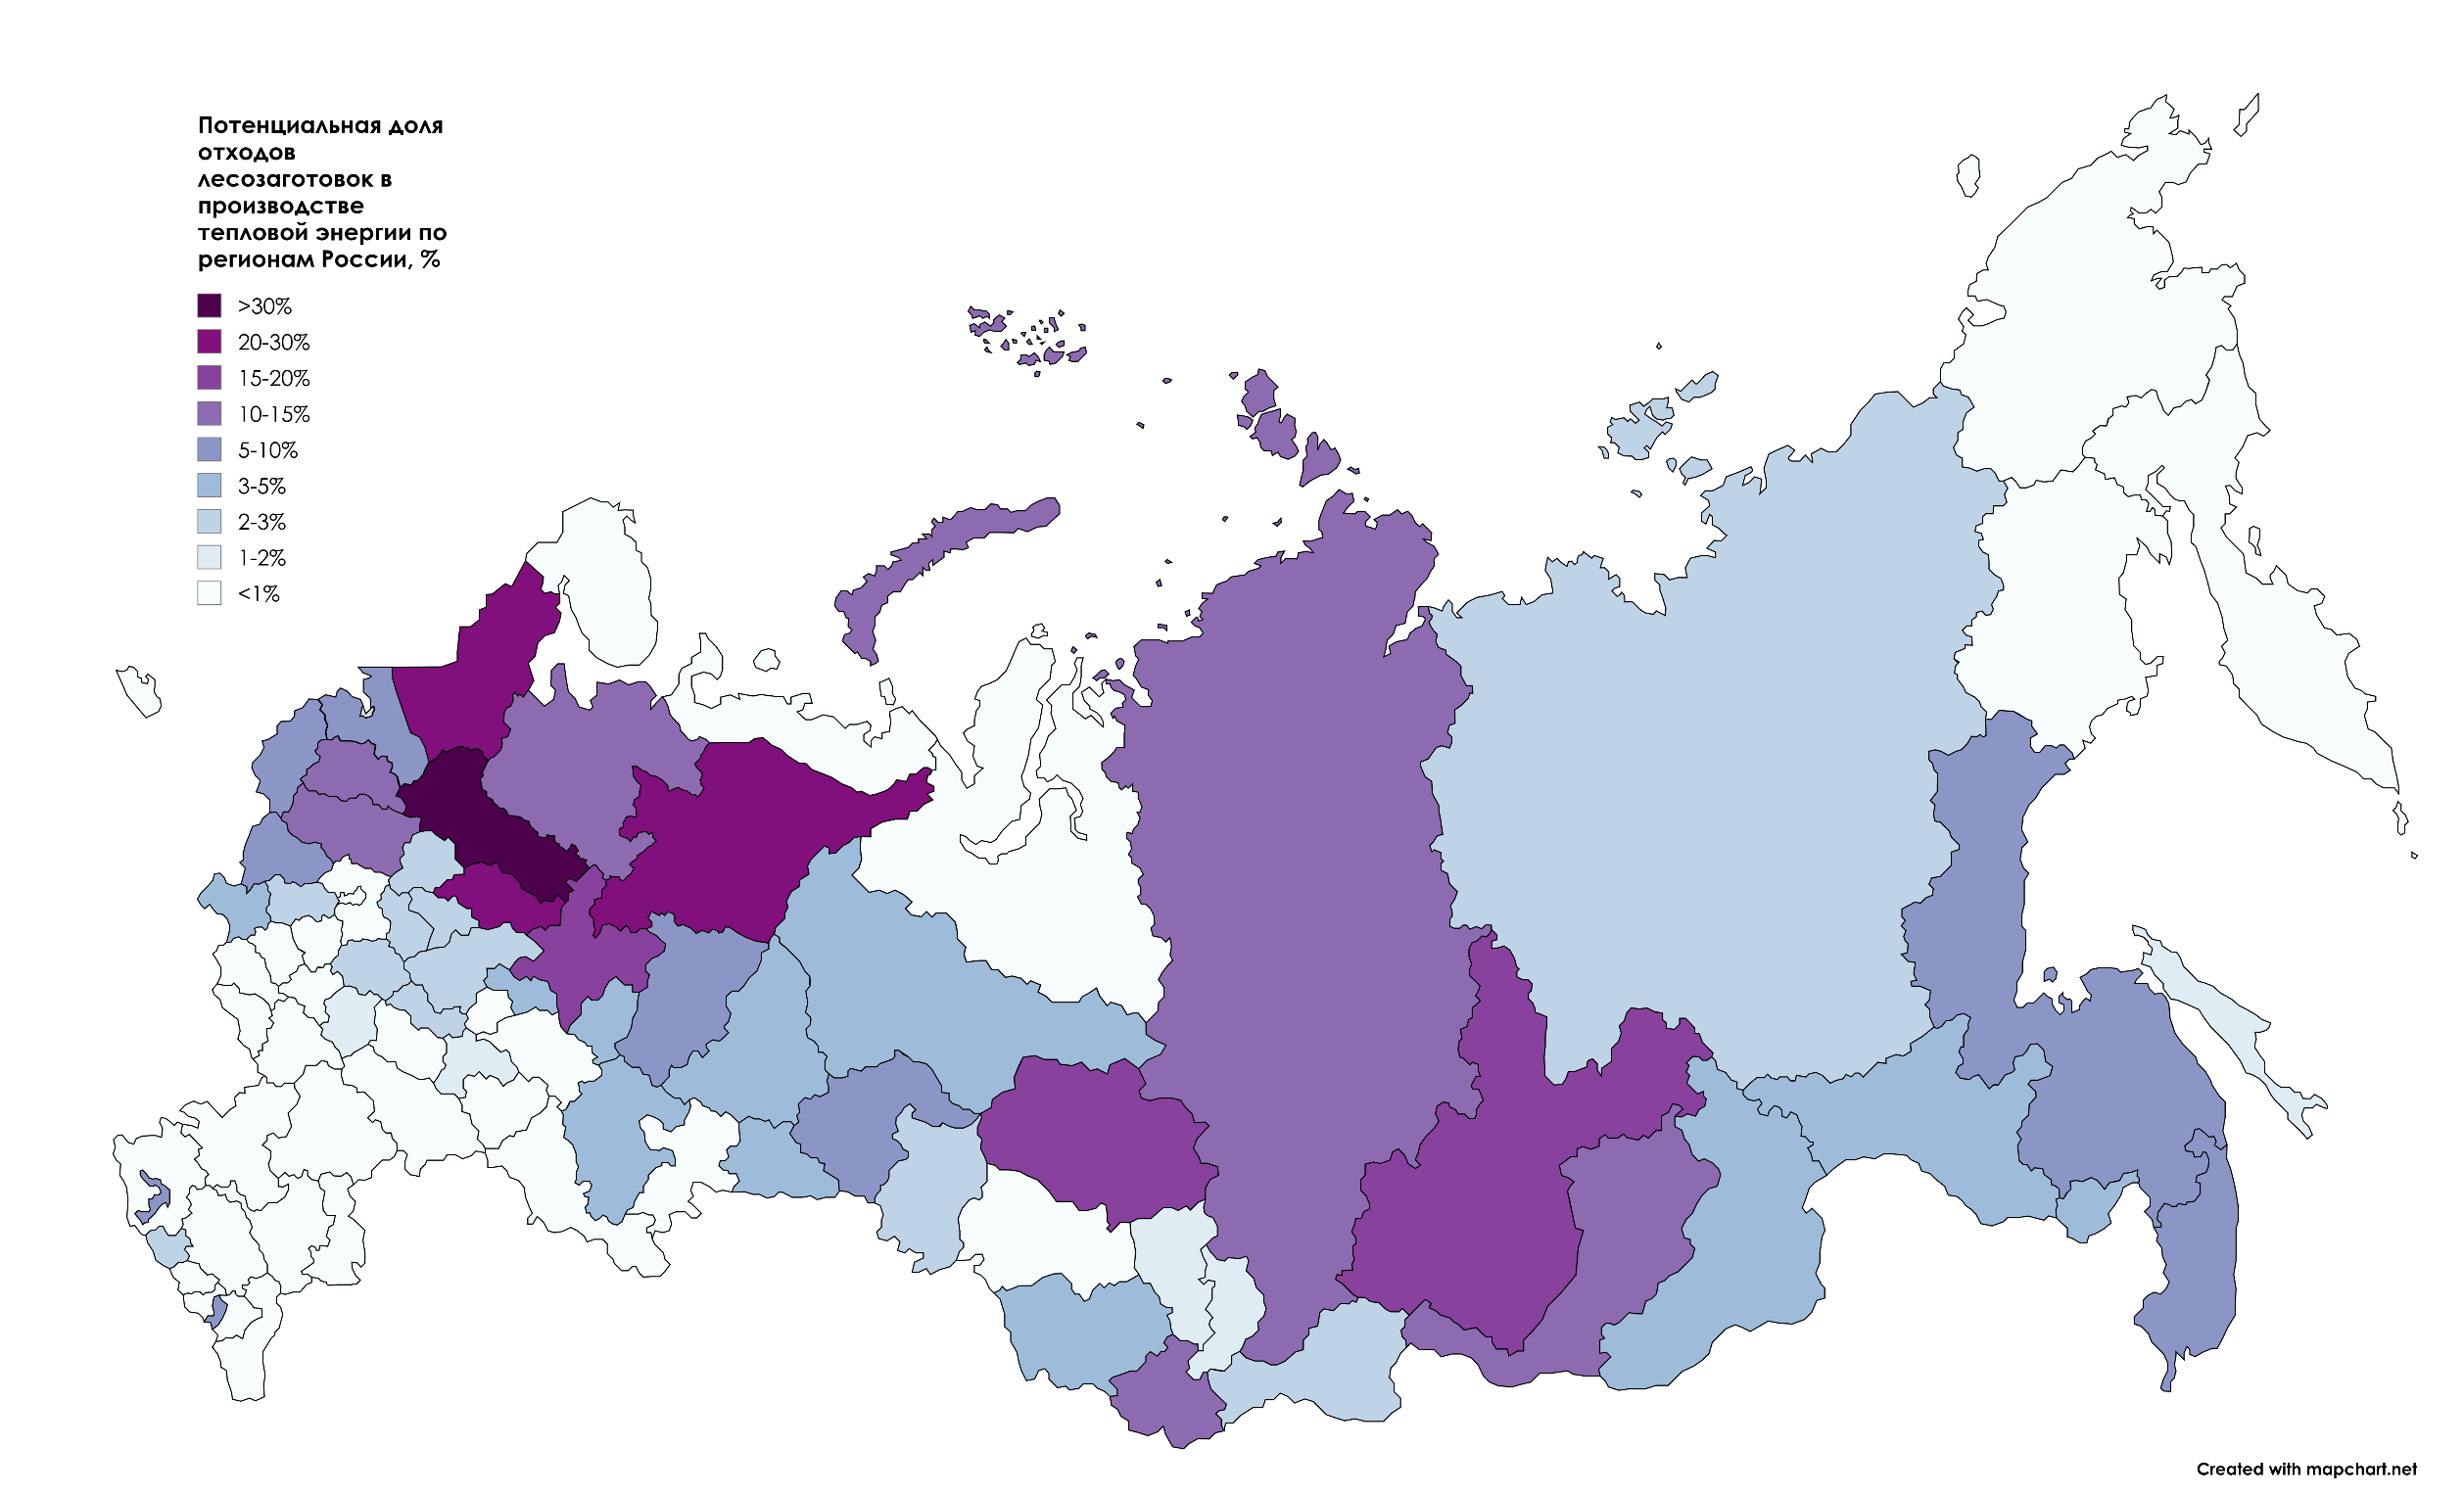 Потенциальная доля
отходов
лесозаготовок в
производстве
тепловой энергии по
регионам России, %
>30%
20-30%
15-20%
10-15%
5-10%
3-5%
2-3%
1-2%
<1%
Created with mapchart.net